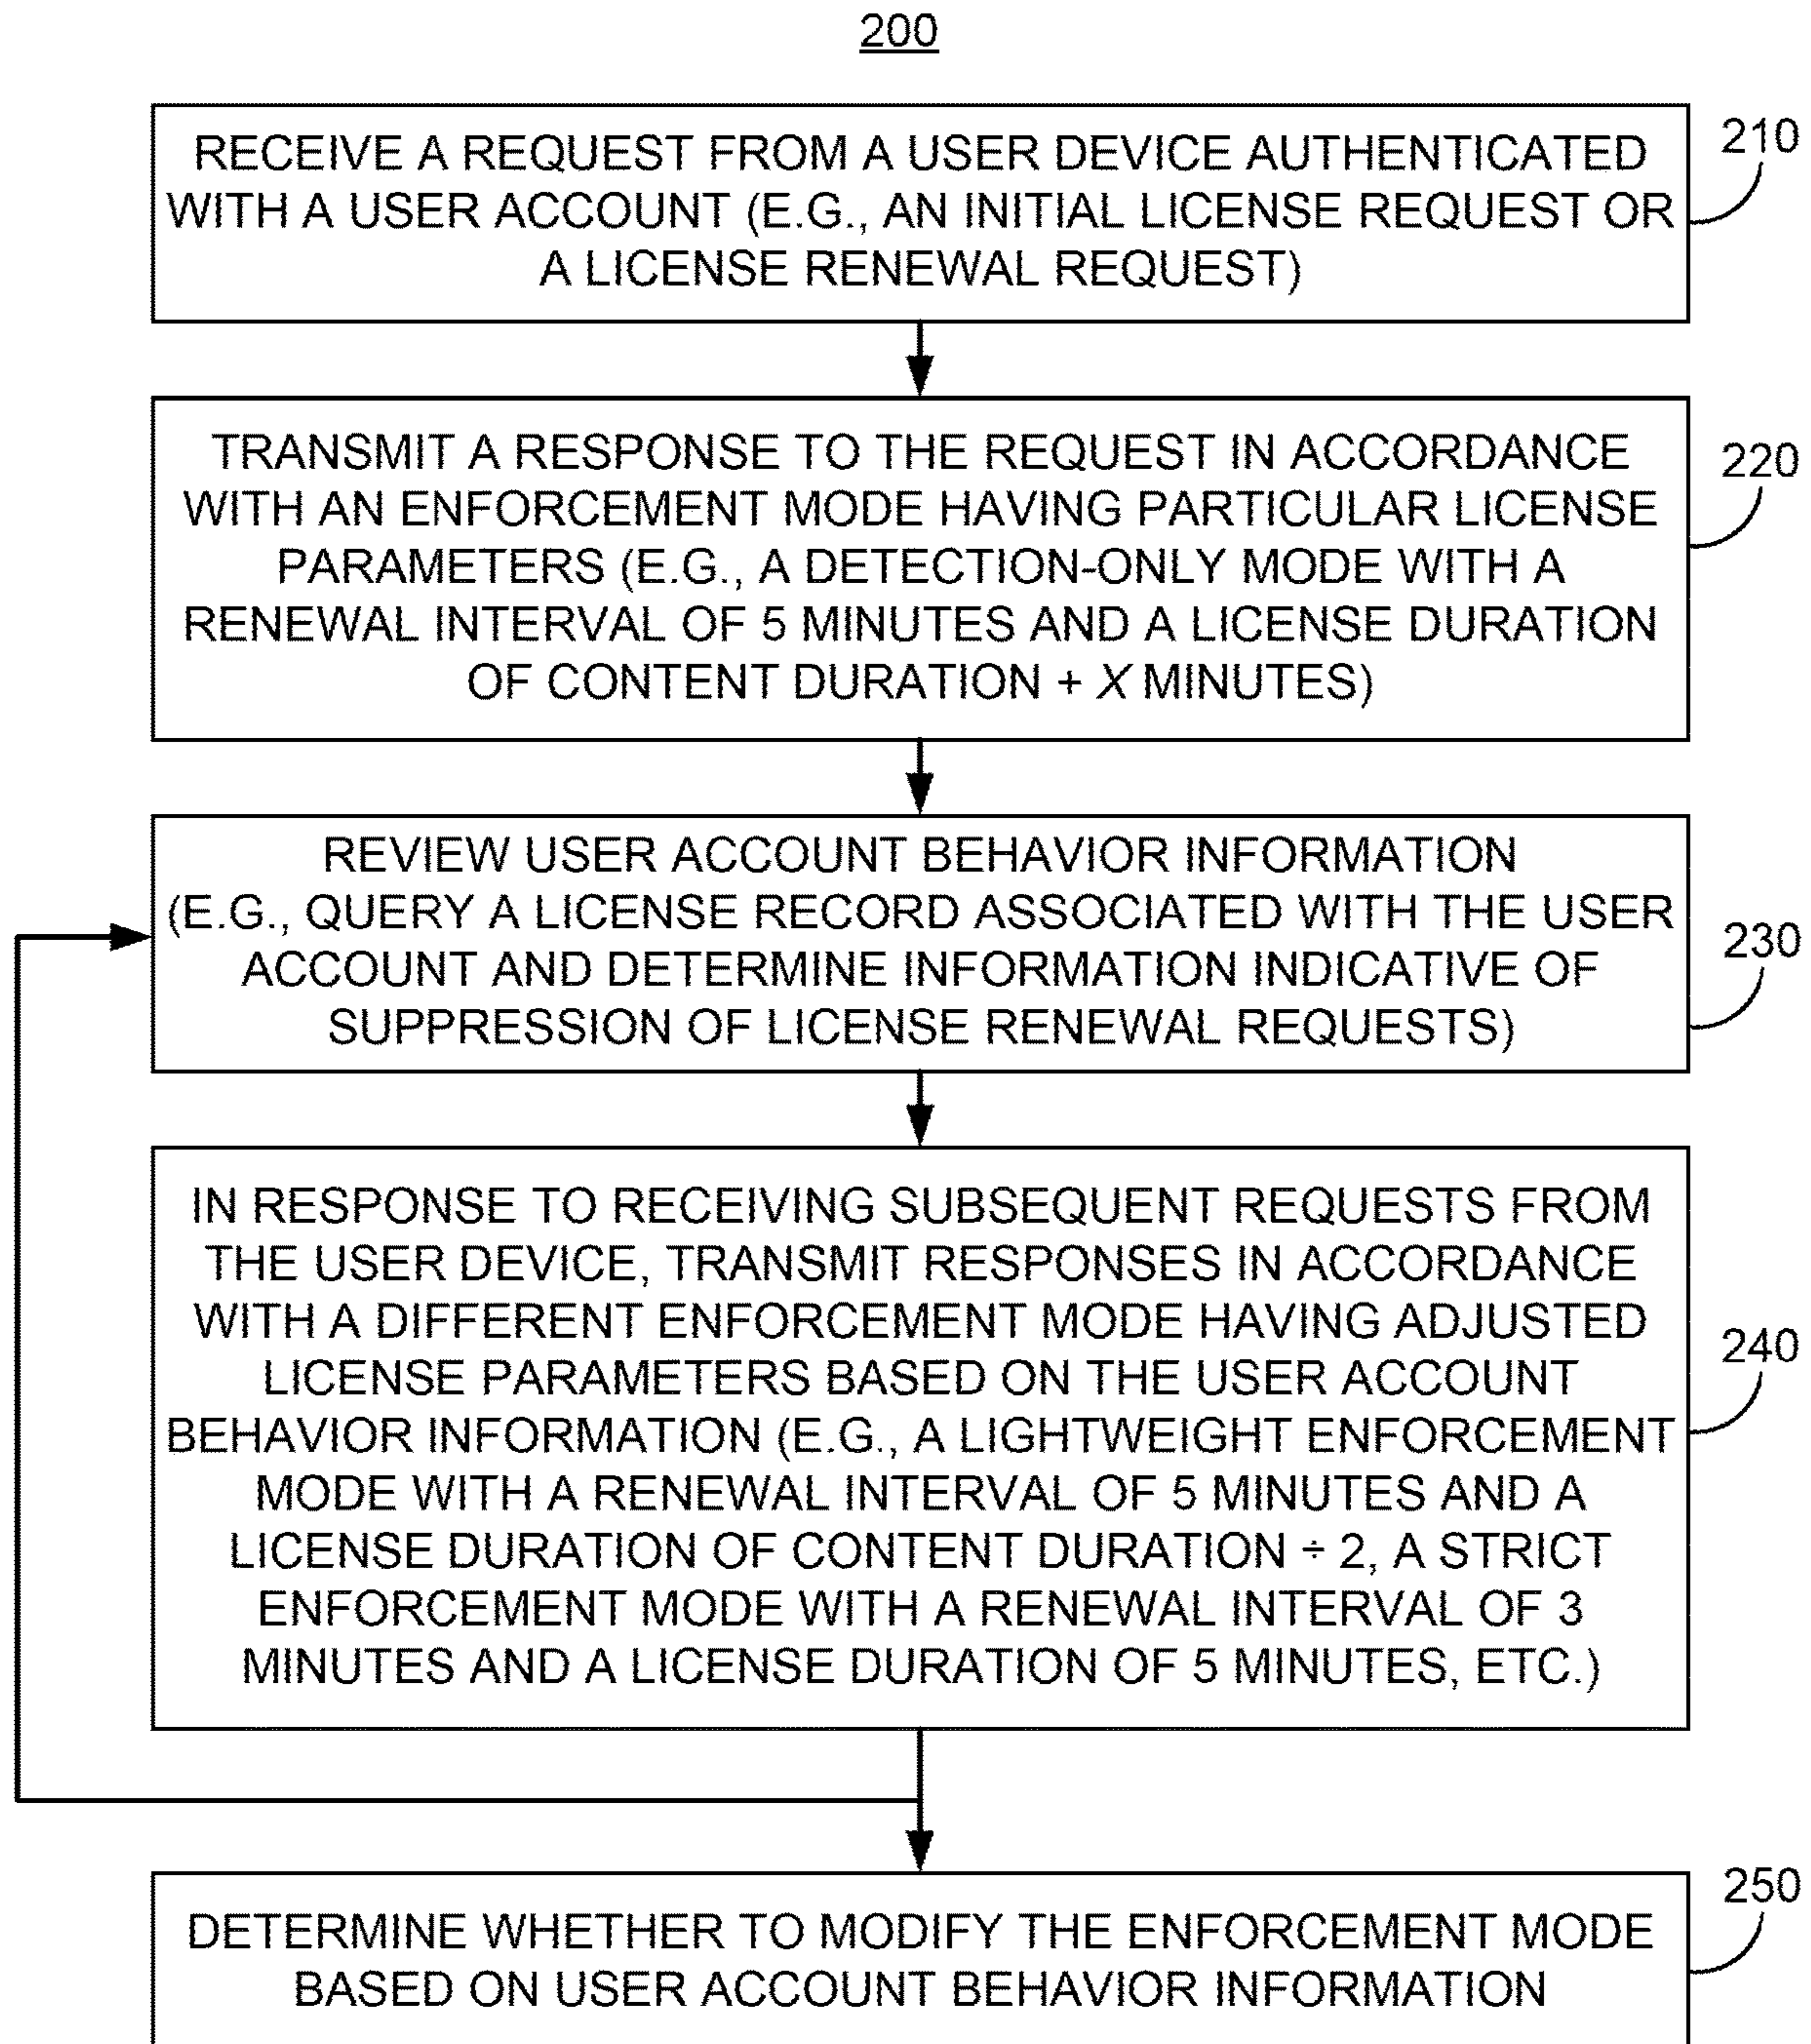 200
RECEIVE A REQUEST FROM A USER DEVICE AUTHENTICATED
WITH A USER ACCOUNT (E.G., AN INITIAL LICENSE REQUEST OR
A LICENSE RENEWAL REQUEST)
210
TRANSMIT A RESPONSE TO THE REQUEST IN ACCORDANCE
WITH AN ENFORCEMENT MODE HAVING PARTICULAR LICENSE
PARAMETERS (E.G., A DETECTION-ONLY MODE WITH A
RENEWAL INTERVAL OF 5 MINUTES AND A LICENSE DURATION
OF CONTENT DURATION + X MINUTES)
220
REVIEW USER ACCOUNT BEHAVIOR INFORMATION
(E.G., QUERY A LICENSE RECORD ASSOCIATED WITH THE USER
ACCOUNT AND DETERMINE INFORMATION INDICATIVE OF
SUPPRESSION OF LICENSE RENEWAL REQUESTS)
230
IN RESPONSE TO RECEIVING SUBSEQUENT REQUESTS FROM
THE USER DEVICE, TRANSMIT RESPONSES IN ACCORDANCE
WITH A DIFFERENT ENFORCEMENT MODE HAVING ADJUSTED
LICENSE PARAMETERS BASED ON THE USER ACCOUNT
BEHAVIOR INFORMATION (E.G., A LIGHTWEIGHT ENFORCEMENT
MODE WITH A RENEWAL INTERVAL OF 5 MINUTES AND A
LICENSE DURATION OF CONTENT DURATION ÷ 2, A STRICT
ENFORCEMENT MODE WITH A RENEWAL INTERVAL OF 3
MINUTES AND A LICENSE DURATION OF 5 MINUTES, ETC.)
240
DETERMINE WHETHER TO MODIFY THE ENFORCEMENT MODE
BASED ON USER ACCOUNT BEHAVIOR INFORMATION
250